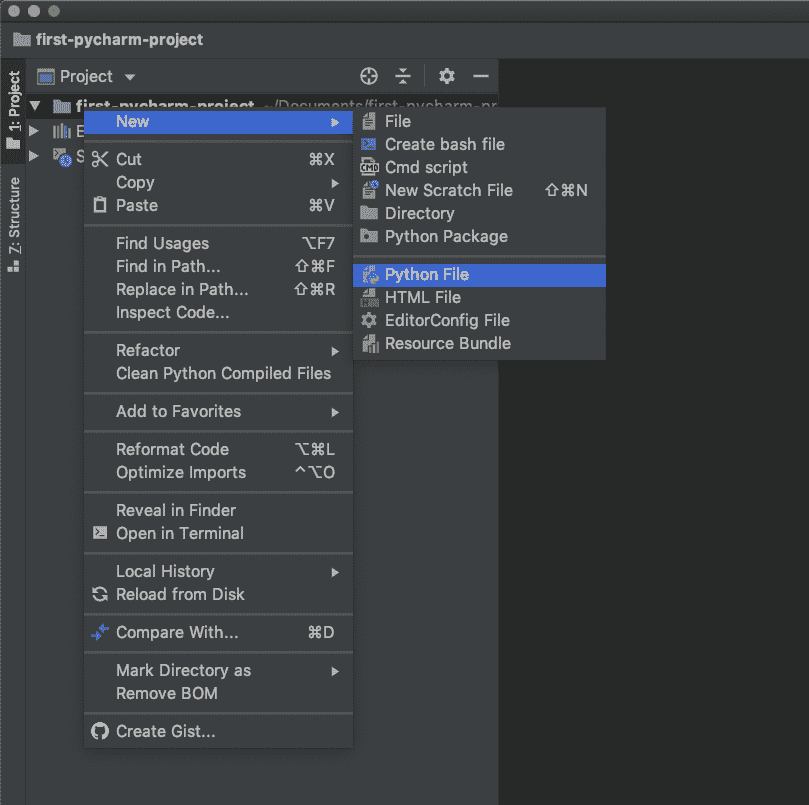 first-pycharm-project
Project
1: Project
Z: Structure
first-pycharm-project ~/Documents/first-pycharm-pr
E
S
New
Cut ⌘X
Copy
Paste ⌘V
Find Usages ⌥F7
Find in Path... ⇧⌘F
Replace in Path... ⇧⌘R
Inspect Code...
Refactor
Clean Python Compiled Files
Add to Favorites
Reformat Code ⌥⌘L
Optimize Imports ^⌥O
Reveal in Finder
Open in Terminal
Local History
Reload from Disk
Compare With... ⌘D
Mark Directory as
Remove BOM
Create Gist...
File
Create bash file
CMD Cmd script
New Scratch File ⇧⌘N
Directory
Python Package
Python File
HTML File
EditorConfig File
Resource Bundle